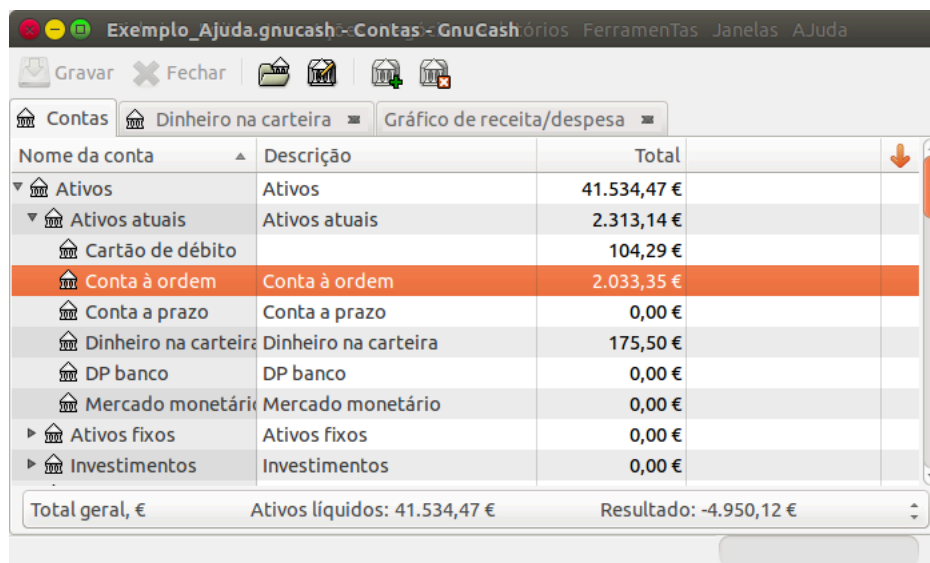 Exemplo_Ajuda.gnucash - Contas - GnuCash FerramenTas Janelas AJuda
Gravar Fechar
Contas Dinheiro na carteira Gráfico de receita/despesa
Nome da conta Descrição Total
Ativos Ativos 41.534,47 €
Ativos atuais Ativos atuais 2.313,14 €
Cartão de débito 104,29 €
Conta à ordem Conta à ordem 2.033,35 €
Conta a prazo Conta a prazo 0,00 €
Dinheiro na carteira Dinheiro na carteira 175,50 €
DP banco DP banco 0,00 €
Mercado monetári Mercado monetário 0,00 €
Ativos fixos Ativos fixos 0,00 €
Investimentos Investimentos 0,00 €
Total geral, € Ativos líquidos: 41.534,47 € Resultado: -4.950,12 €